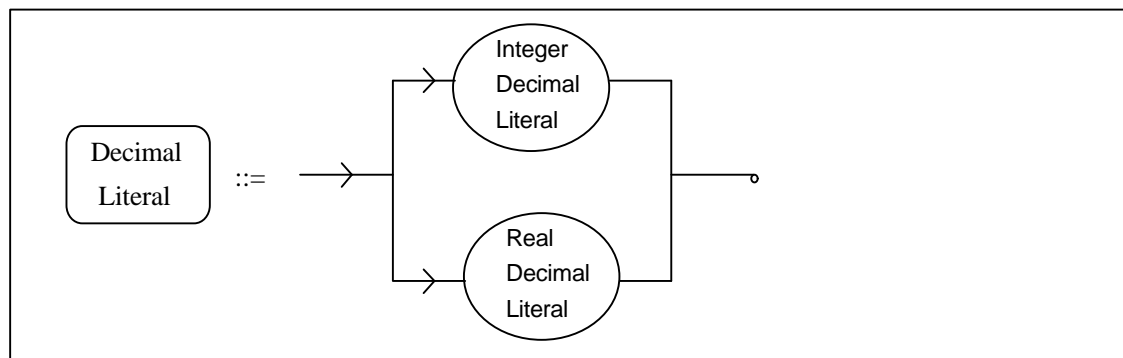 Decimal
Literal
::=
Integer
Decimal
Literal
Real
Decimal
Literal